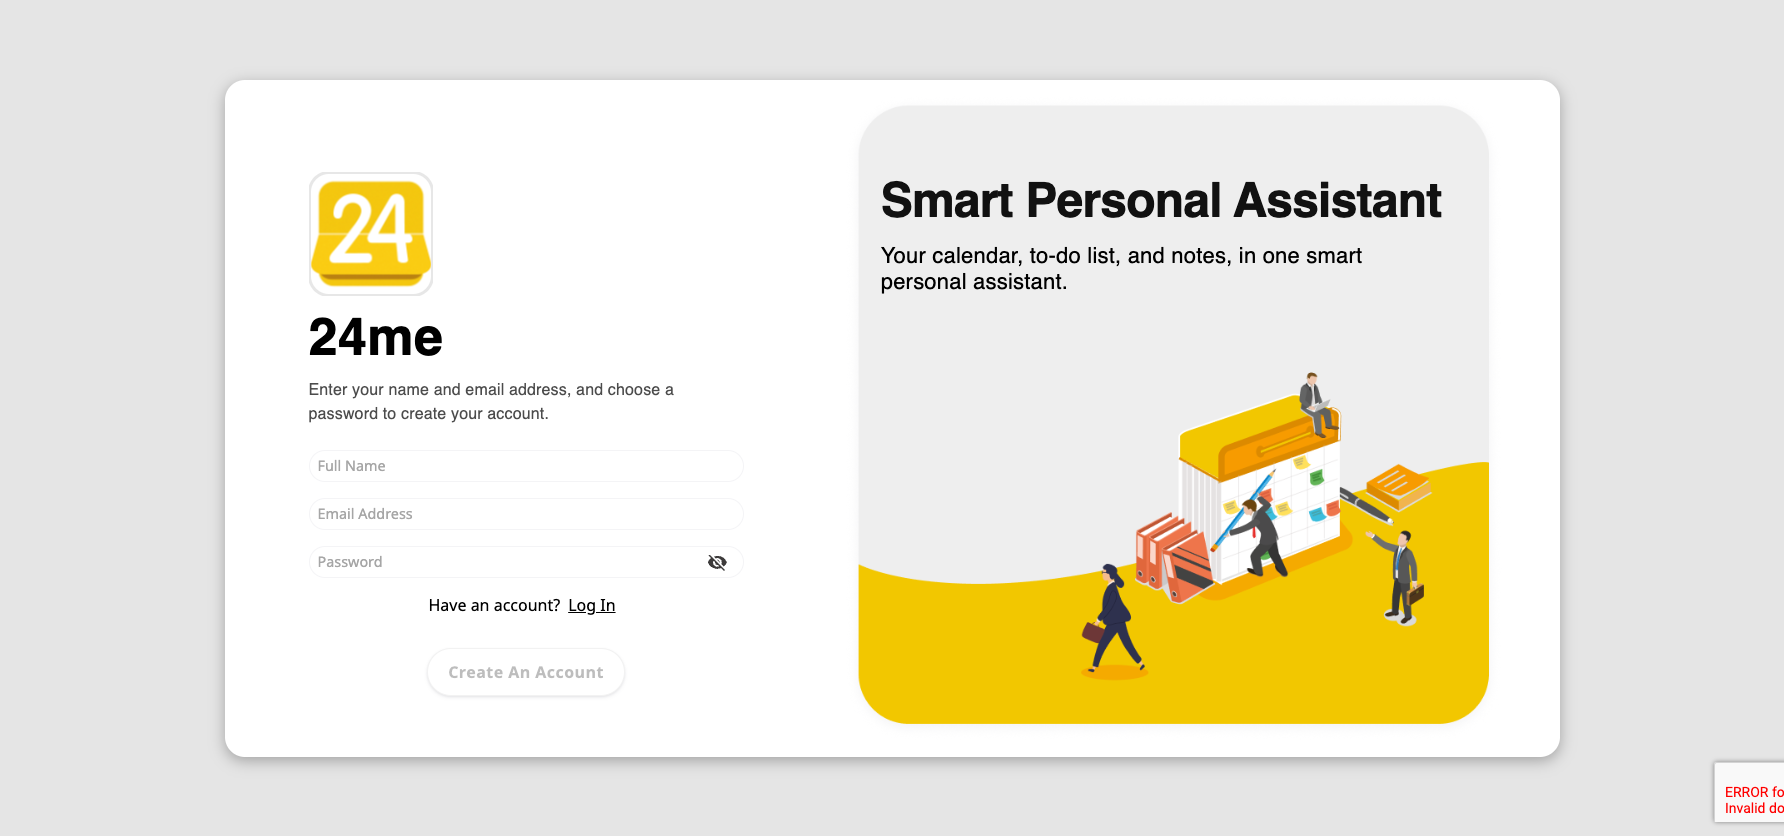 24
24me
Enter your name and email address, and choose a
password to create your account.
Full Name
Email Address
Password
Have an account? Log In
Create An Account
Smart Personal Assistant
Your calendar, to-do list, and notes, in one smart
personal assistant.
ERROR fo
Invalid do